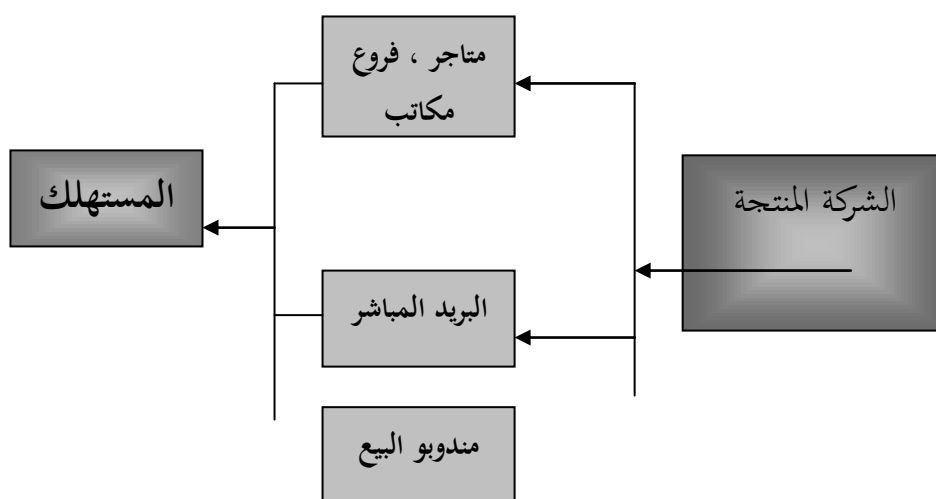 الشركة المنتجة
متاجر ، فروع
مكاتب
البريد المباشر
مندوبو البيع
المستهلك